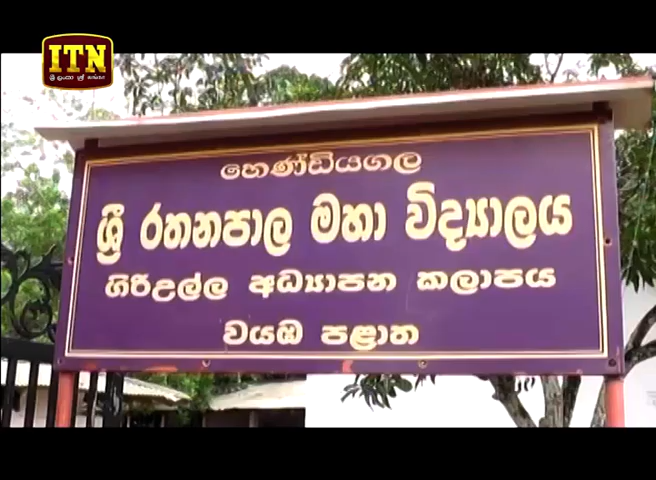 ITN
ශ්‍රී ලංකා ශ්‍රී ලංකා
හෙණ්ඩියගල
ශ්‍රී රතනපාල මහා විද්‍යාලය
ගිරිඋල්ල අධ්‍යාපන කලාපය
වයඹ පළාත